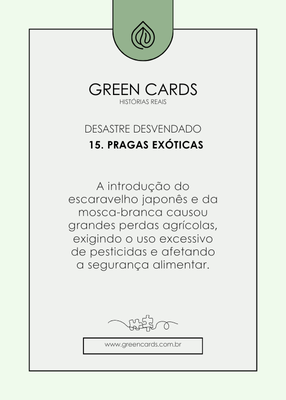 GREEN CARDS
HISTÓRIAS REAIS
DESASTRE DESVENDADO
15. PRAGAS EXÓTICAS
A introdução do
escaravelho japonês e da
mosca-branca causou
grandes perdas agrícolas,
exigindo o uso excessivo
de pesticidas e afetando
a segurança alimentar.
www.greencards.com.br